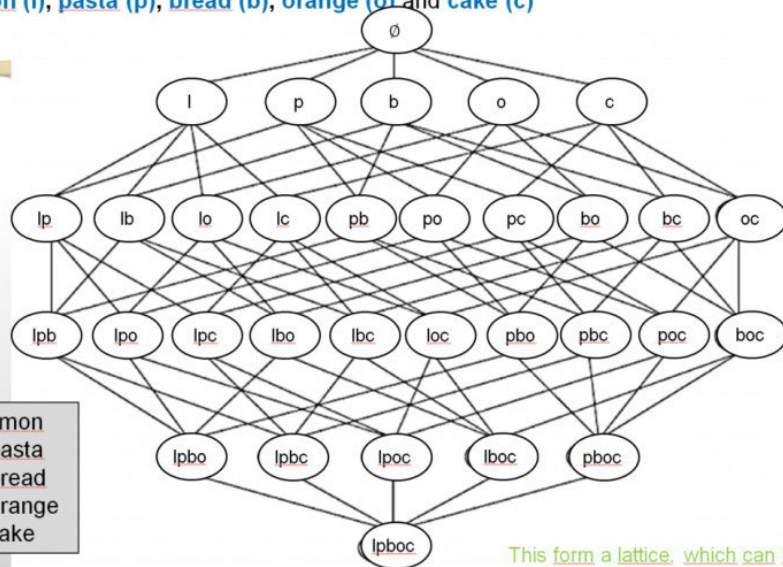 (l), pasta (p), bread (b), orange (o) and cake (c)
Ø
l p b o c
lp lb lo lc pb po pc bo bc oc
lpb lpo lpc lbo lbc loc pbo pbc poc boc
lpbo lpbc lpoc lboc pboc
lpboc
mon
asta
read
range
ake
This form a lattice, which can